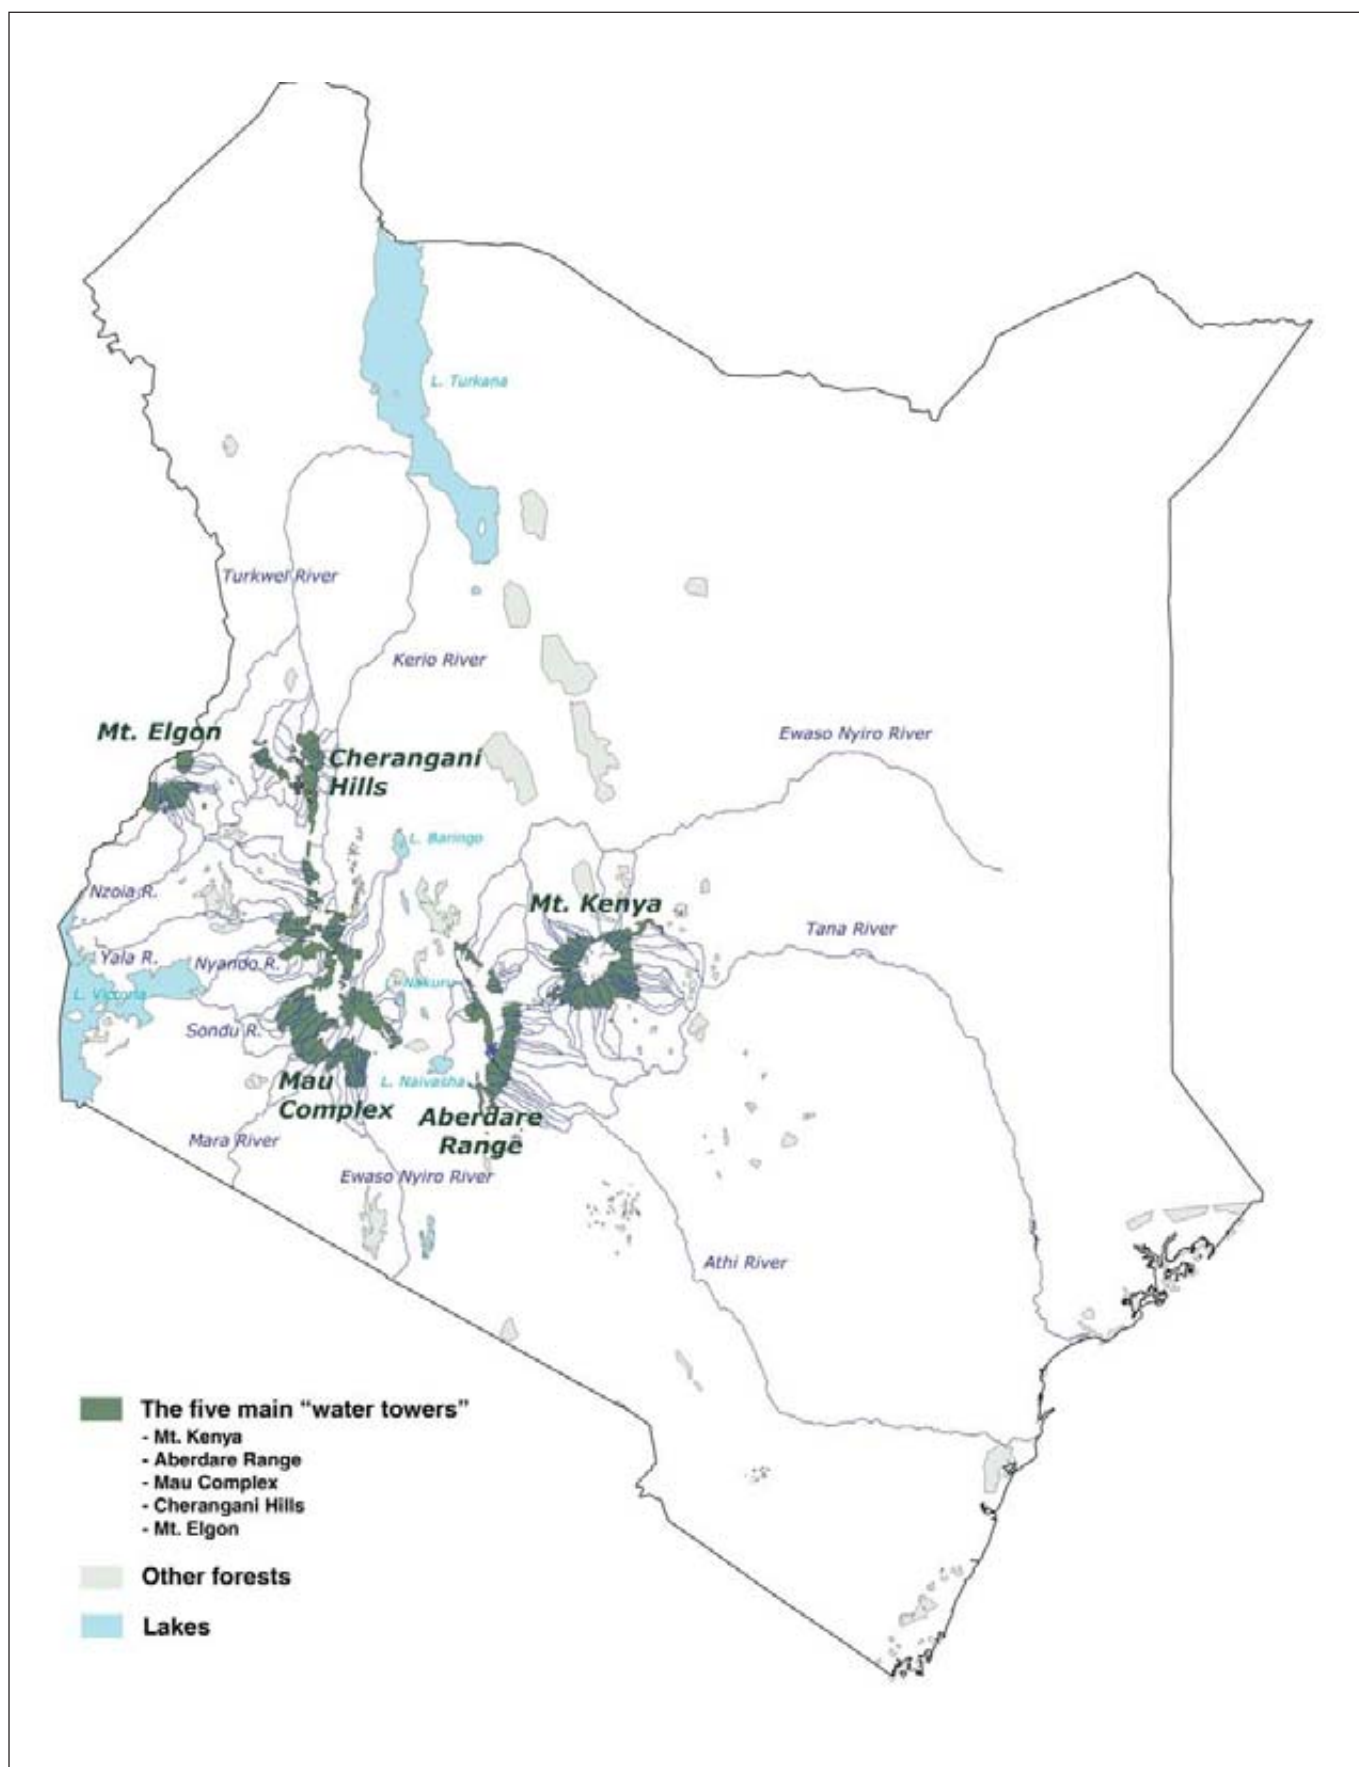 L. Turkana
Turkwel River
Kerio River
Mt. Elgon
Cherangani
Hills
Ewaso Nyiro River
L. Baringo
Nzoia R.
Mt. Kenya
Tana River
Yala R.
Nyando R.
L. Nakuru
L. Victoria
Sondu R.
Mau
Complex
L. Naivasha
Aberdare
Range
Mara River
Ewaso Nyiro River
Athi River
The five main “water towers”
- Mt. Kenya
- Aberdare Range
- Mau Complex
- Cherangani Hills
- Mt. Elgon
Other forests
Lakes